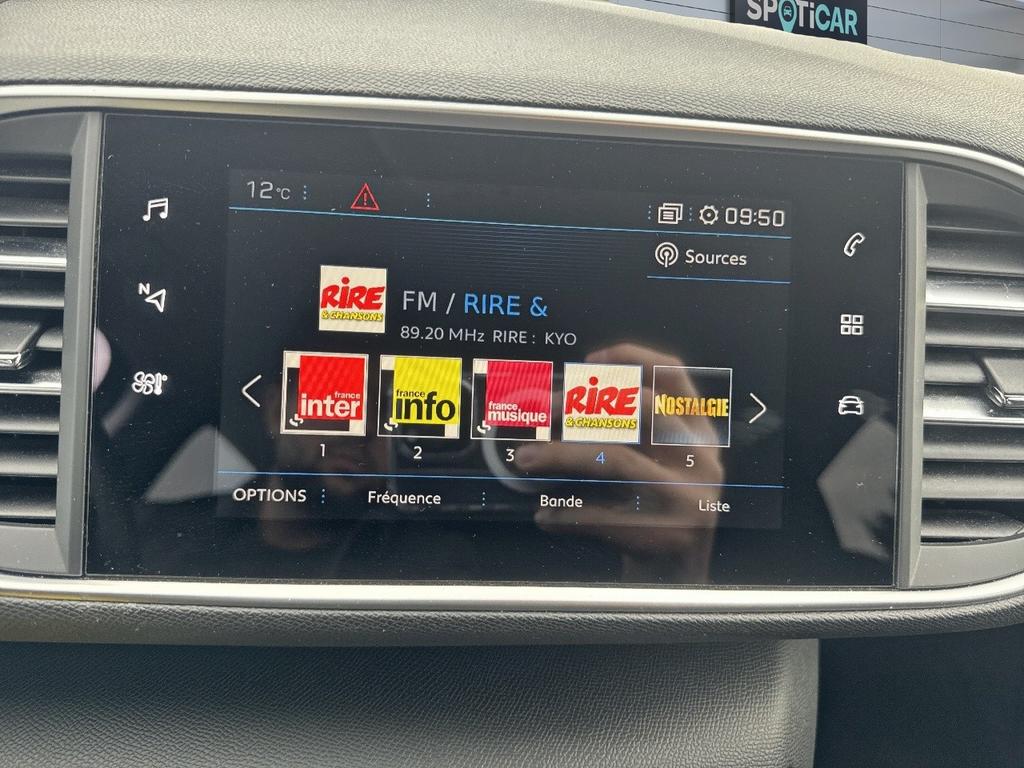 SPOTiCAR
12°C
09:50
Sources
RIRE & CHANSONS
FM / RIRE &
89.20 MHz RIRE : KYO
france inter
france info
france musique
RIRE & CHANSONS
NOSTALGIE
1 2 3 4 5
OPTIONS Fréquence Bande Liste
N